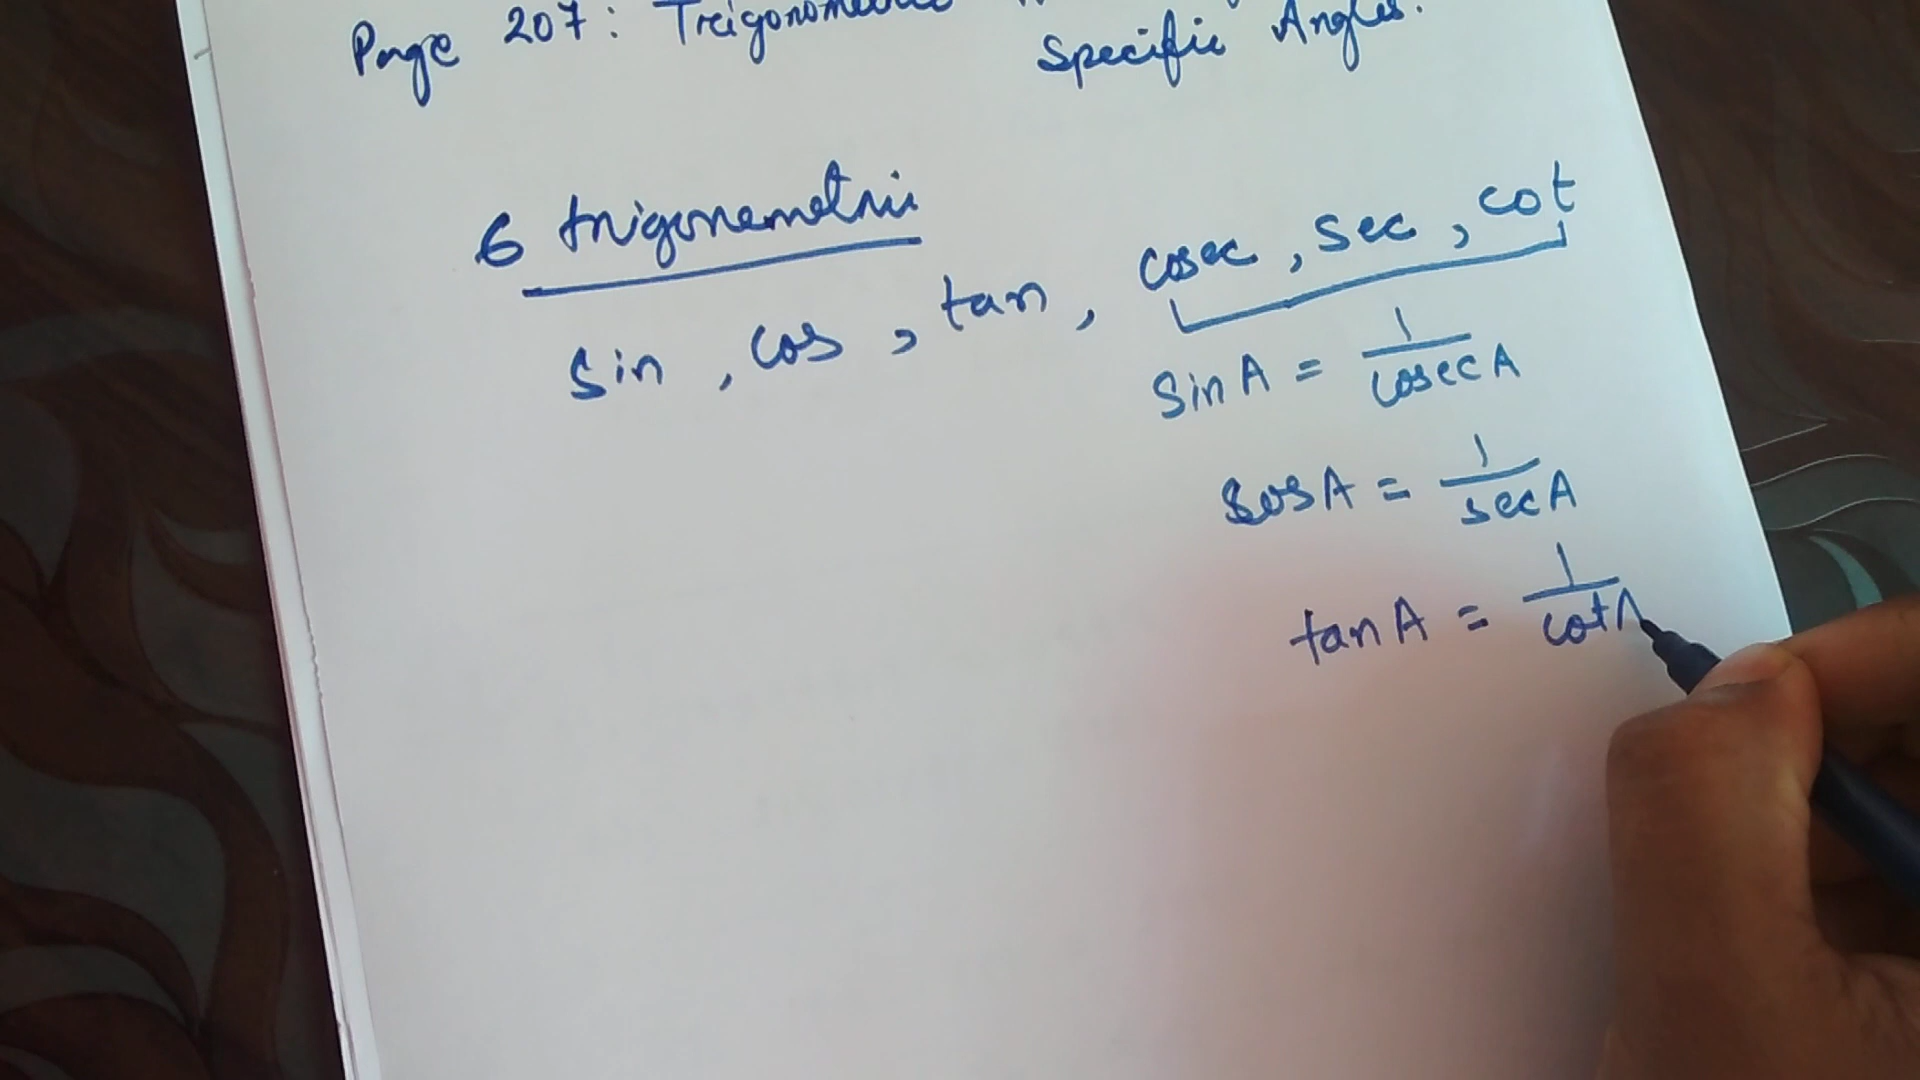 Page 207: Trigonometric
Specific Angles.
6 trigonemetric
sin , cos , tan , cosec , sec , cot
sin A = 1/cosec A
cos A = 1/sec A
tan A = 1/cot A